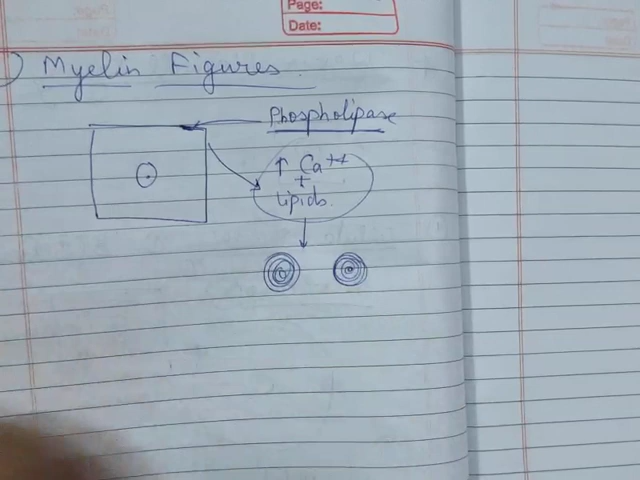 Page:
Date:
Myelin Figures
Phospholipase
↑ Ca++
+
Lipids.